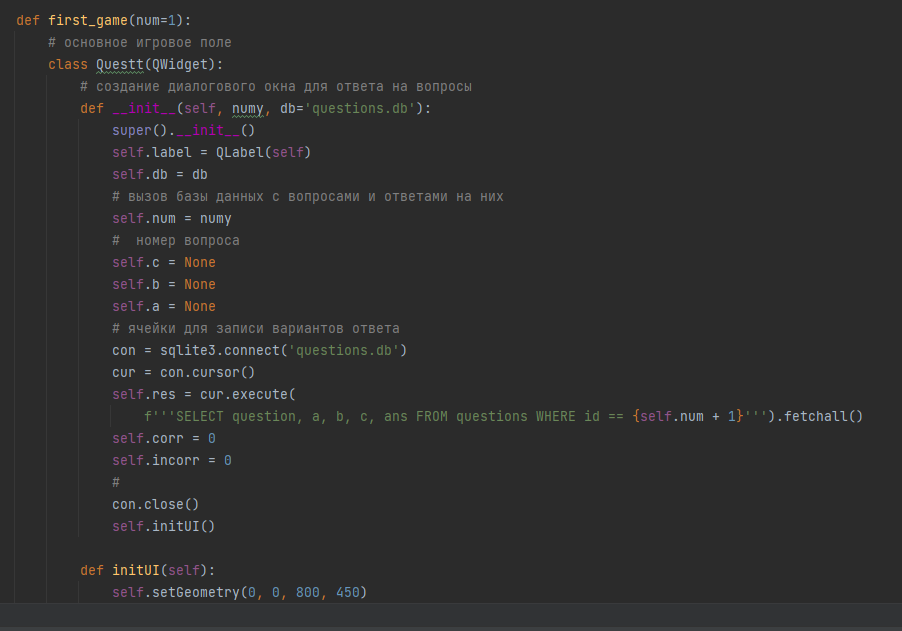 def first_game(num=1):
    # основное игровое поле
    class Questt(QWidget):
        # создание диалогового окна для ответа на вопросы
        def __init__(self, numy, db='questions.db'):
            super().__init__()
            self.label = QLabel(self)
            self.db = db
            # вызов базы данных с вопросами и ответами на них
            self.num = numy
            #  номер вопроса
            self.c = None
            self.b = None
            self.a = None
            # ячейки для записи вариантов ответа
            con = sqlite3.connect('questions.db')
            cur = con.cursor()
            self.res = cur.execute(
                f'''SELECT question, a, b, c, ans FROM questions WHERE id == {self.num + 1}''').fetchall()
            self.corr = 0
            self.incorr = 0
            #
            con.close()
            self.initUI()

        def initUI(self):
            self.setGeometry(0, 0, 800, 450)